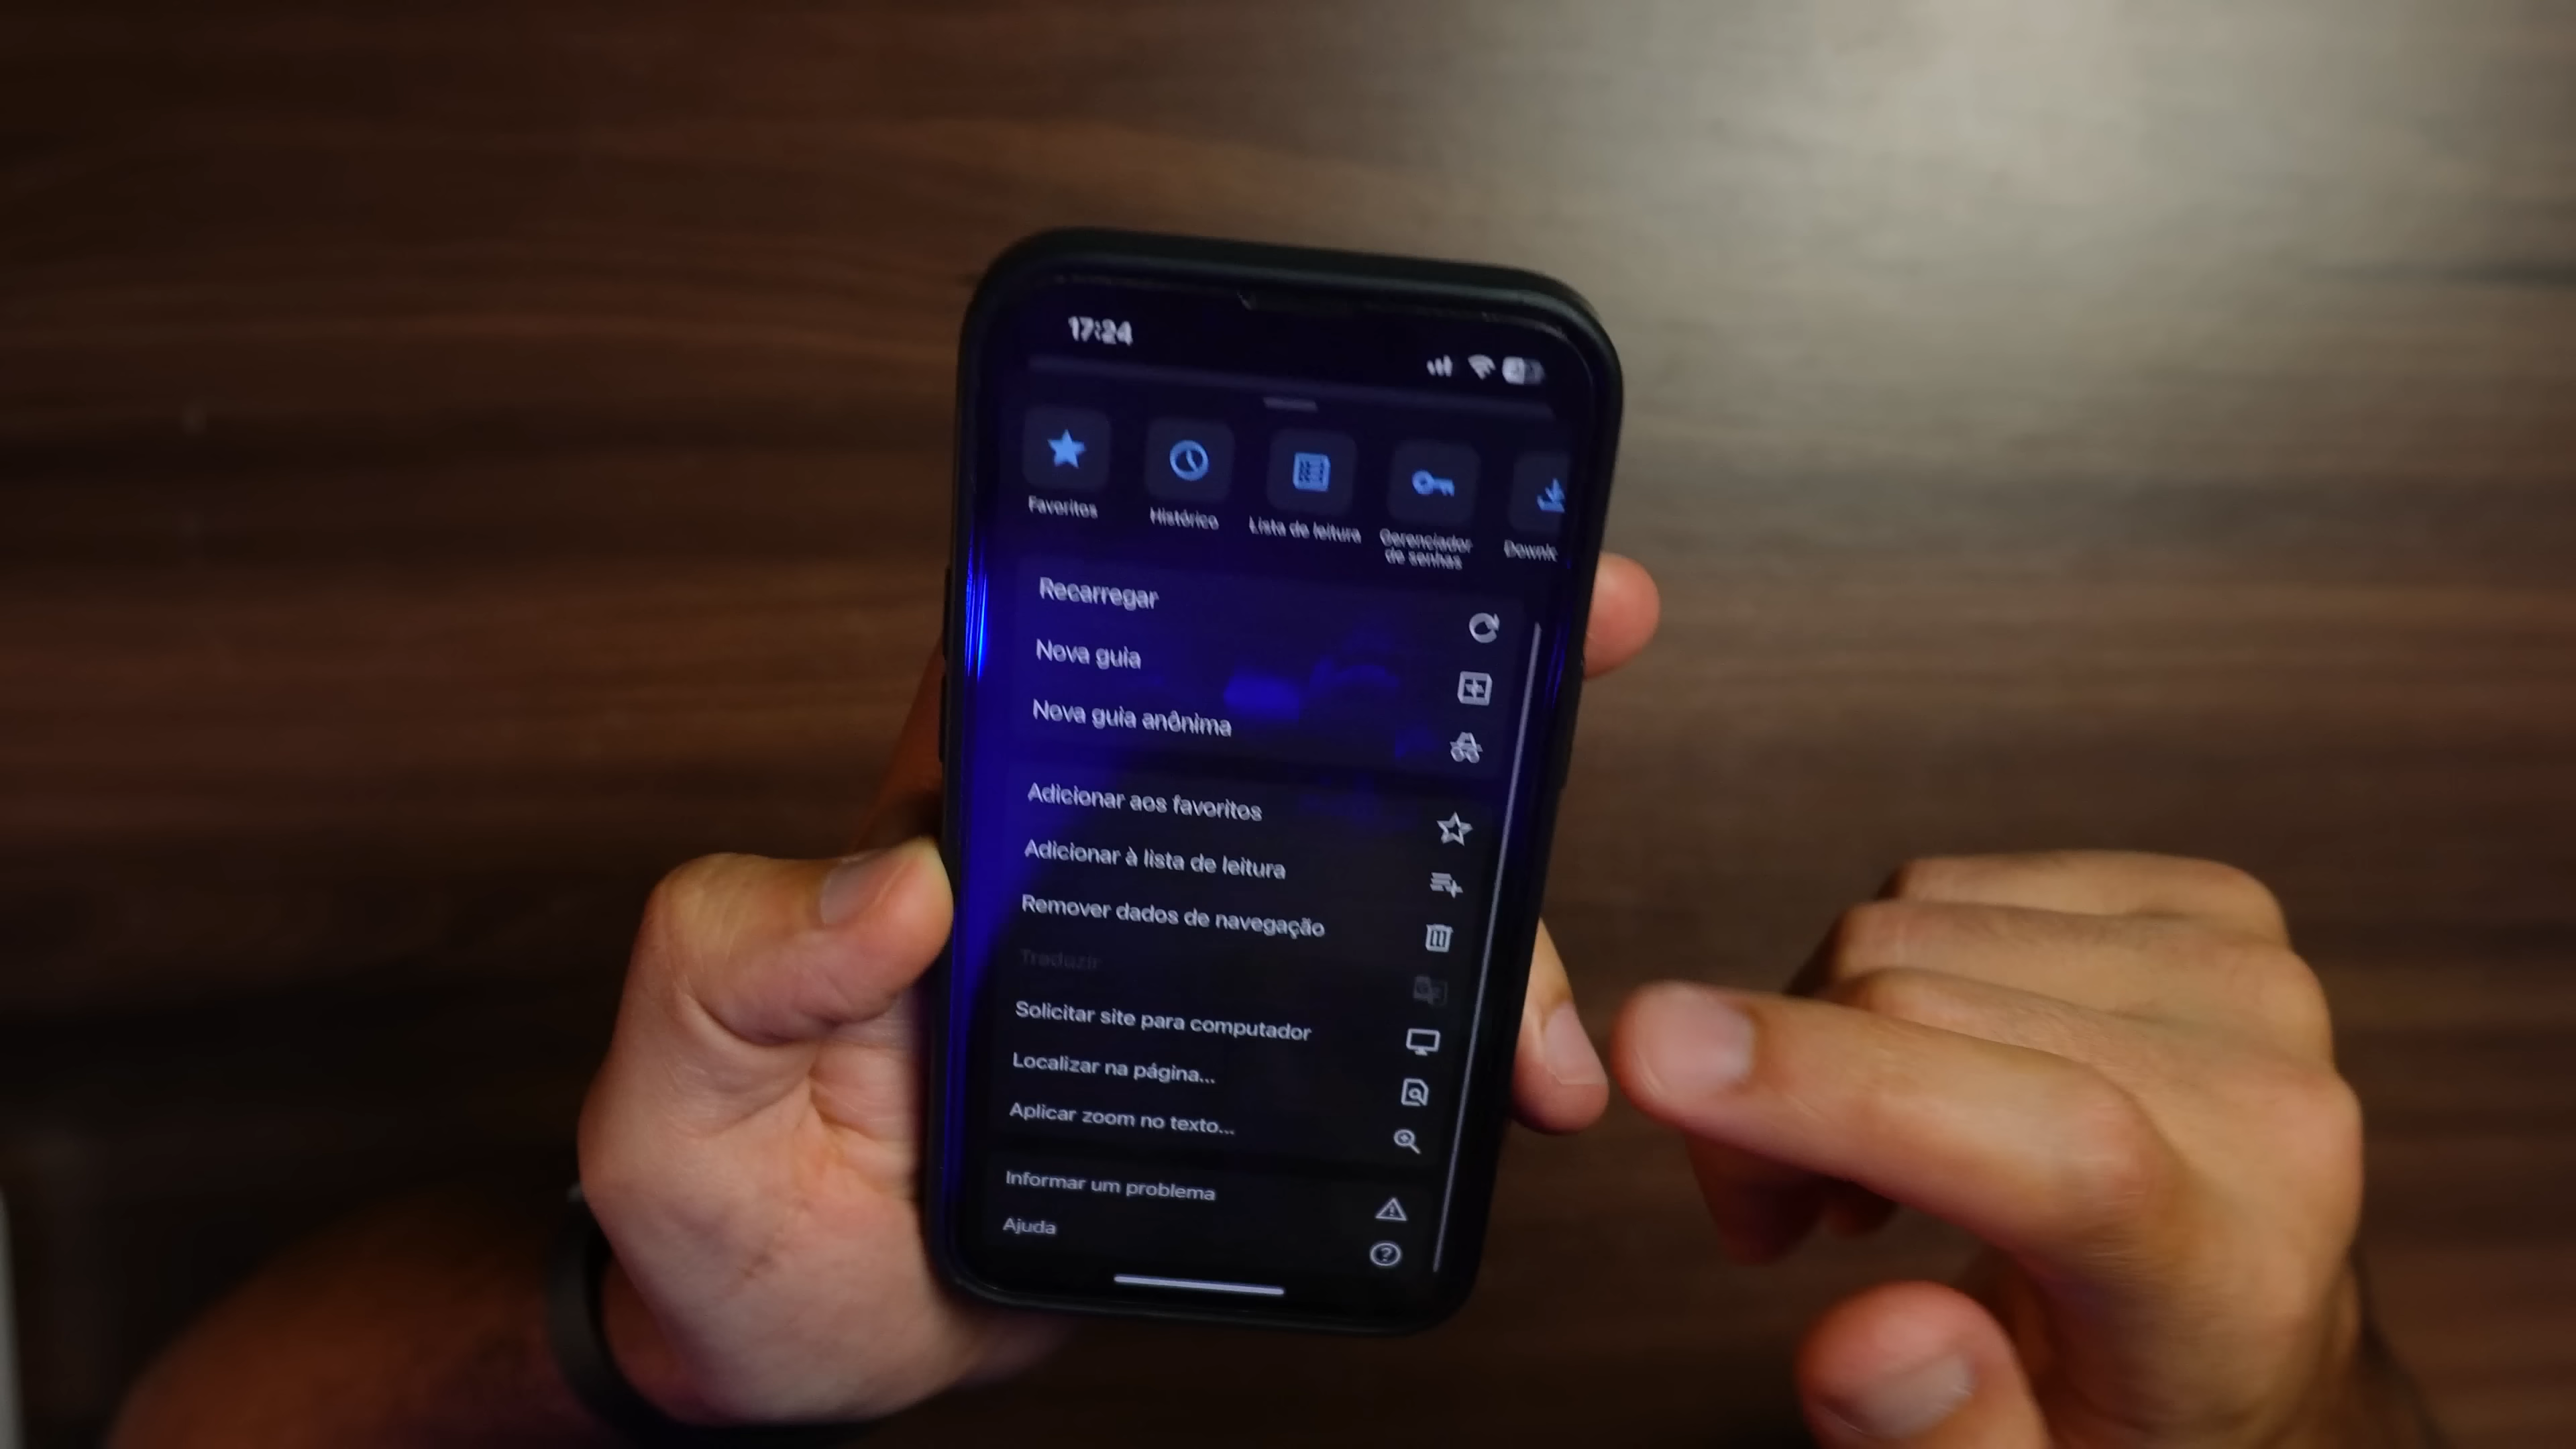 17:24
Favoritos
Histórico
Lista de leitura
Gerenciador
de senhas
Downl
Recarregar
Nova guia
Nova guia anônima
Adicionar aos favoritos
Adicionar à lista de leitura
Remover dados de navegação
Traduzir
Solicitar site para computador
Localizar na página...
Aplicar zoom no texto...
Informar um problema
Ajuda